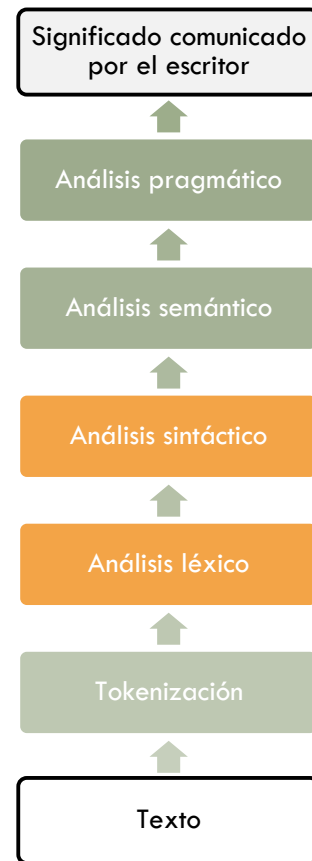 Significado comunicado
por el escritor
Análisis pragmático
Análisis semántico
Análisis sintáctico
Análisis léxico
Tokenización
Texto